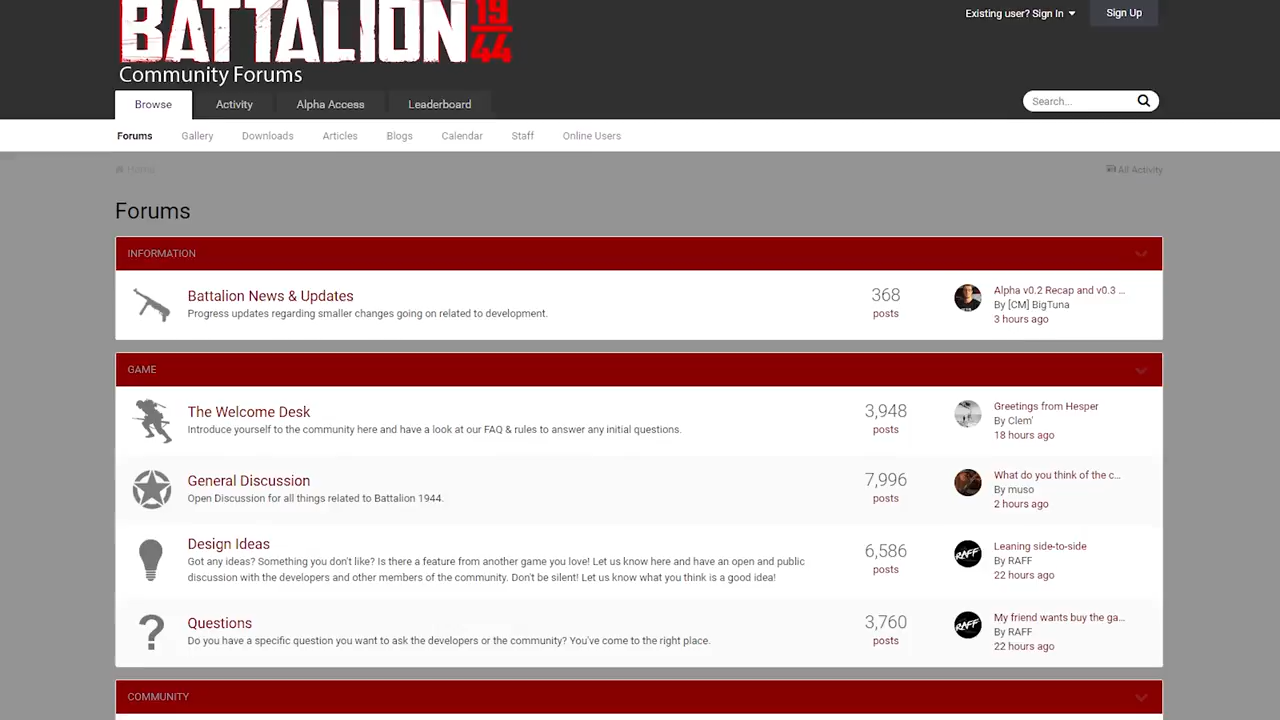 BATTALION 19 44
Existing user? Sign In
Sign Up
Community Forums
Browse
Activity
Alpha Access
Leaderboard
Search...
Forums
Gallery
Downloads
Articles
Blogs
Calendar
Staff
Online Users
Home
All Activity
Forums
INFORMATION
Battalion News & Updates
Progress updates regarding smaller changes going on related to development.
368
posts
Alpha v0.2 Recap and v0.3 ...
By [CM] BigTuna
3 hours ago
GAME
The Welcome Desk
Introduce yourself to the community here and have a look at our FAQ & rules to answer any initial questions.
3,948
posts
Greetings from Hesper
By Clem'
18 hours ago
General Discussion
Open Discussion for all things related to Battalion 1944.
7,996
posts
What do you think of the c...
By muso
2 hours ago
Design Ideas
Got any ideas? Something you don't like? Is there a feature from another game you love! Let us know here and have an open and public
discussion with the developers and other members of the community. Don't be silent! Let us know what you think is a good idea!
6,586
posts
RAFF
Leaning side-to-side
By RAFF
22 hours ago
Questions
Do you have a specific question you want to ask the developers or the community? You've come to the right place.
3,760
posts
RAFF
My friend wants buy the ga...
By RAFF
22 hours ago
COMMUNITY